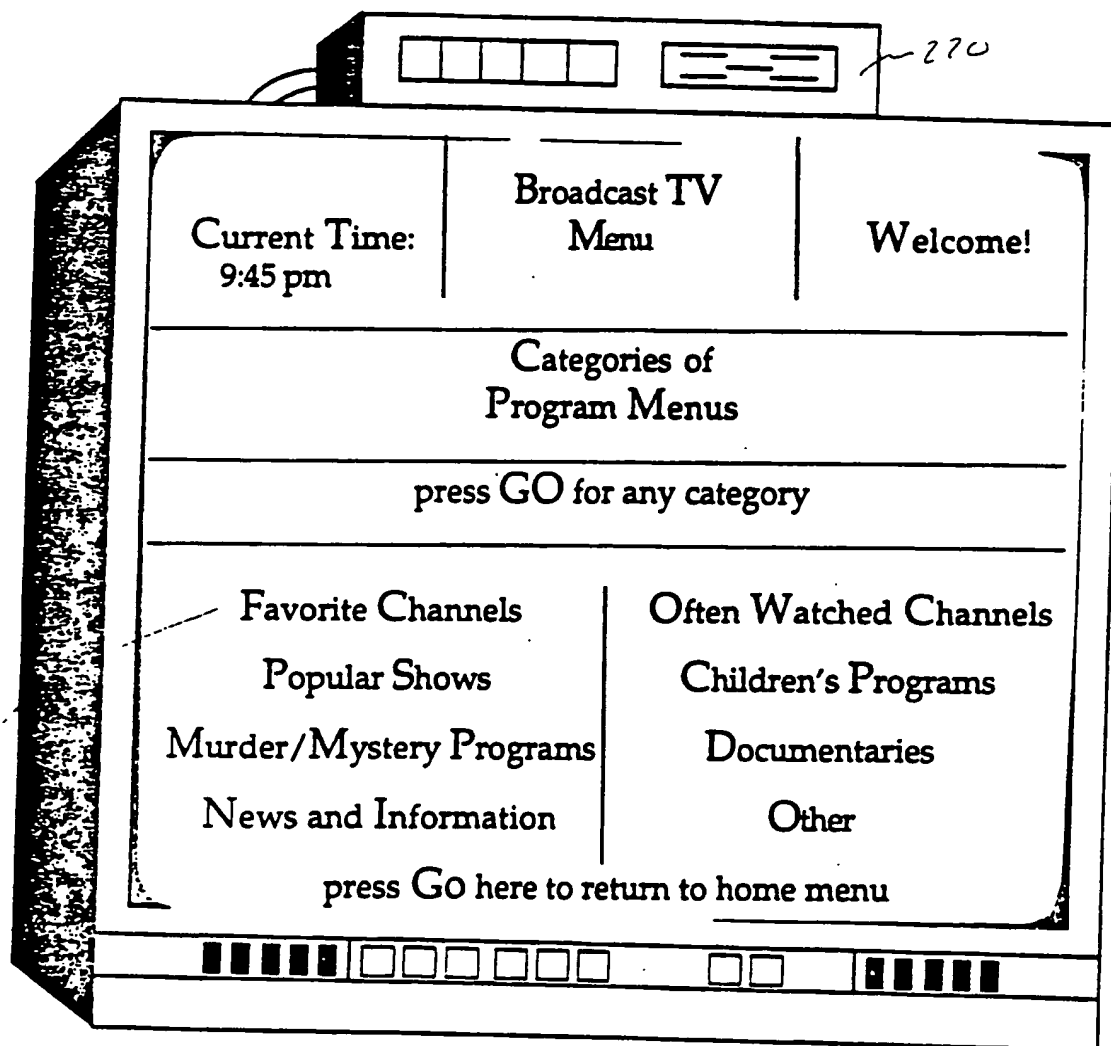 220
Broadcast TV
Menu
Current Time:
9:45 pm
Welcome!
Categories of
Program Menus
press GO for any category
Favorite Channels
Often Watched Channels
Popular Shows
Children's Programs
Murder/Mystery Programs
Documentaries
News and Information
Other
press Go here to return to home menu